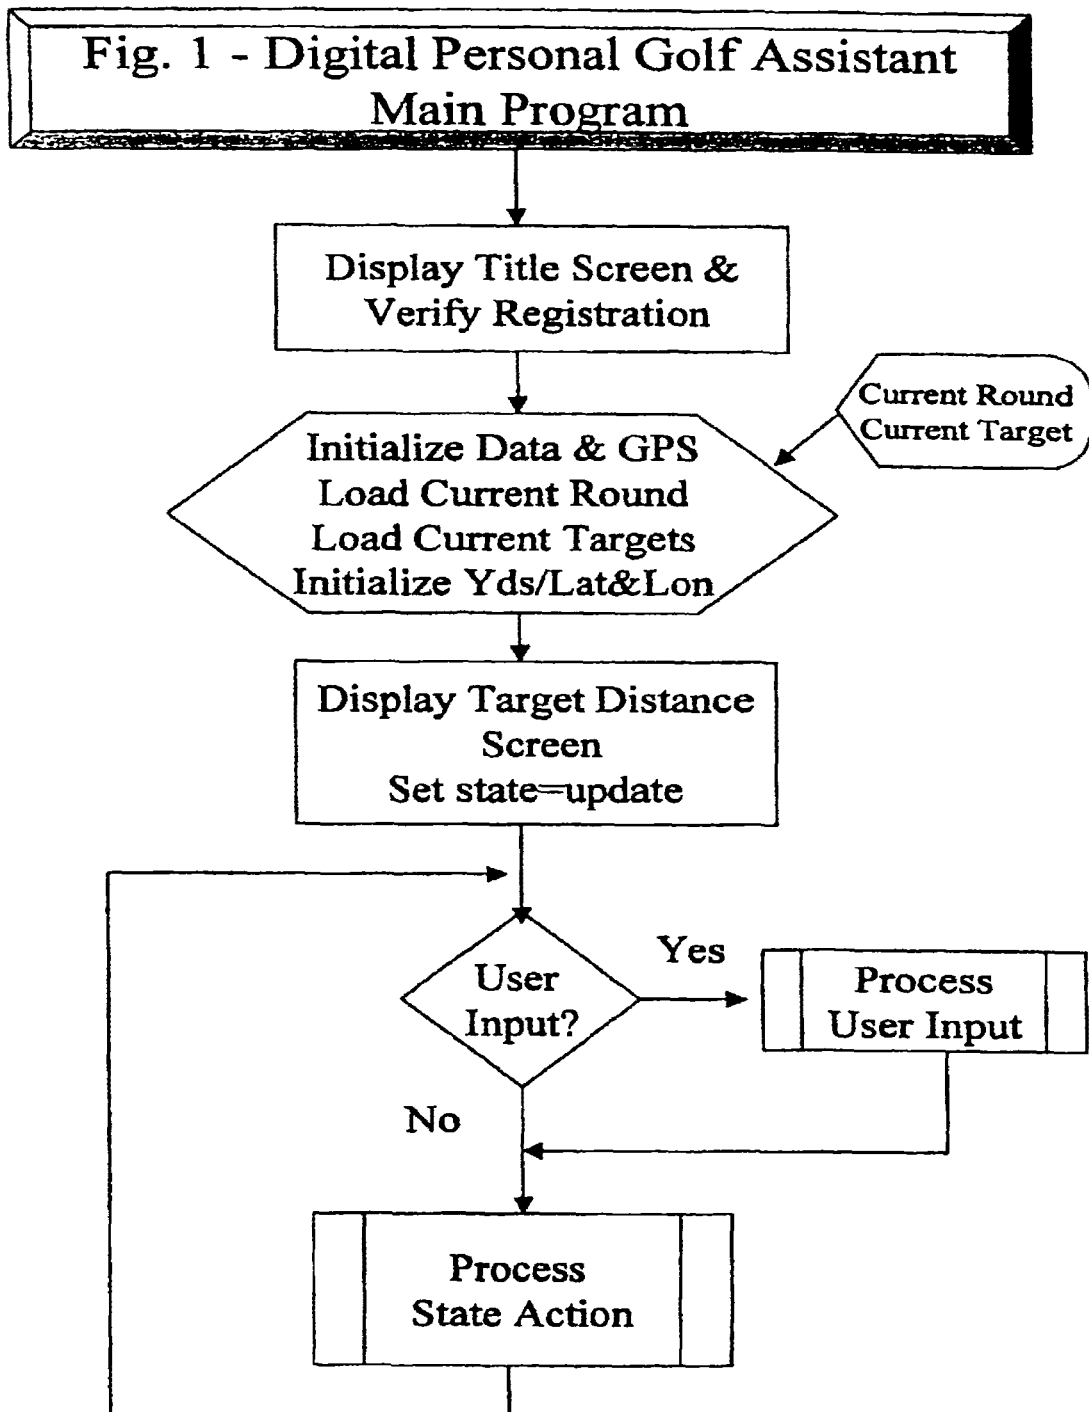 Fig. 1 - Digital Personal Golf Assistant
Main Program
Display Title Screen &
Verify Registration
Current Round
Current Target
Initialize Data & GPS
Load Current Round
Load Current Targets
Initialize Yds/Lat&Lon
Display Target Distance
Screen
Set state=update
User
Input?
Yes
Process
User Input
No
Process
State Action